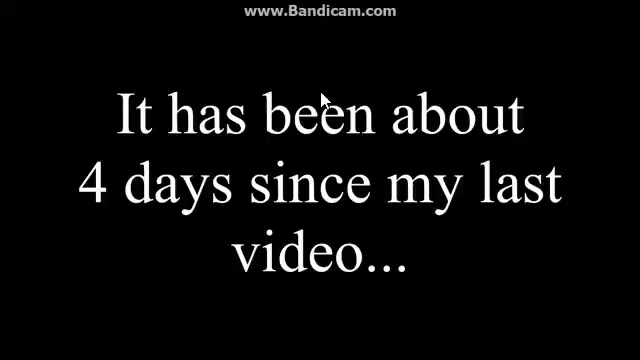 www.Bandicam.com
It has been about
4 days since my last
video...